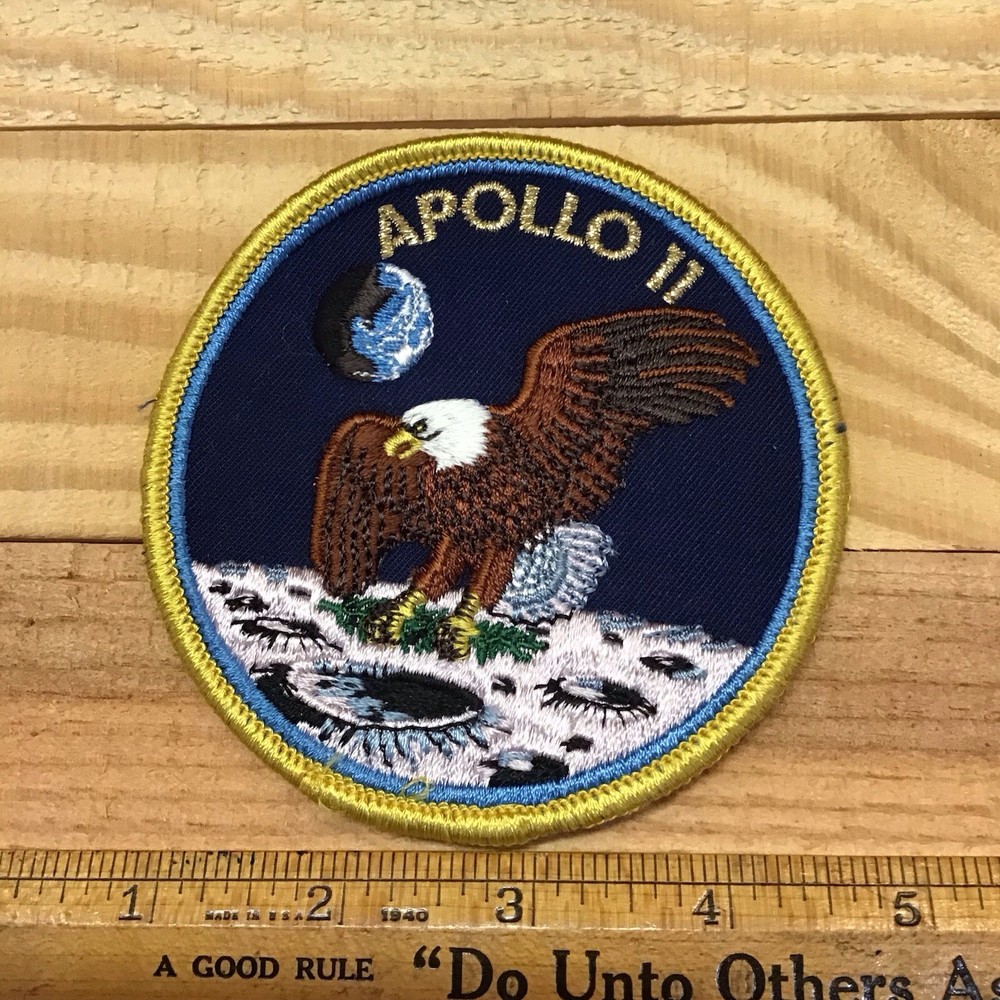 APOLLO 11
1 2 3 4 5
MADE IN U S A 1940
A GOOD RULE "Do Unto Others As